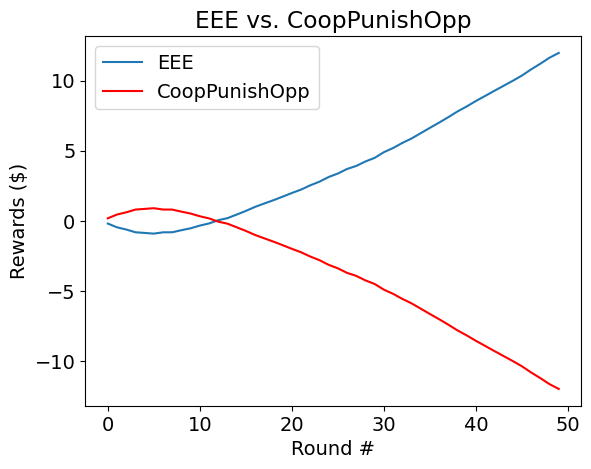 EEE vs. CoopPunishOpp
EEE
CoopPunishOpp
Rewards ($)
10
5
0
−5
−10
0 10 20 30 40 50
Round #